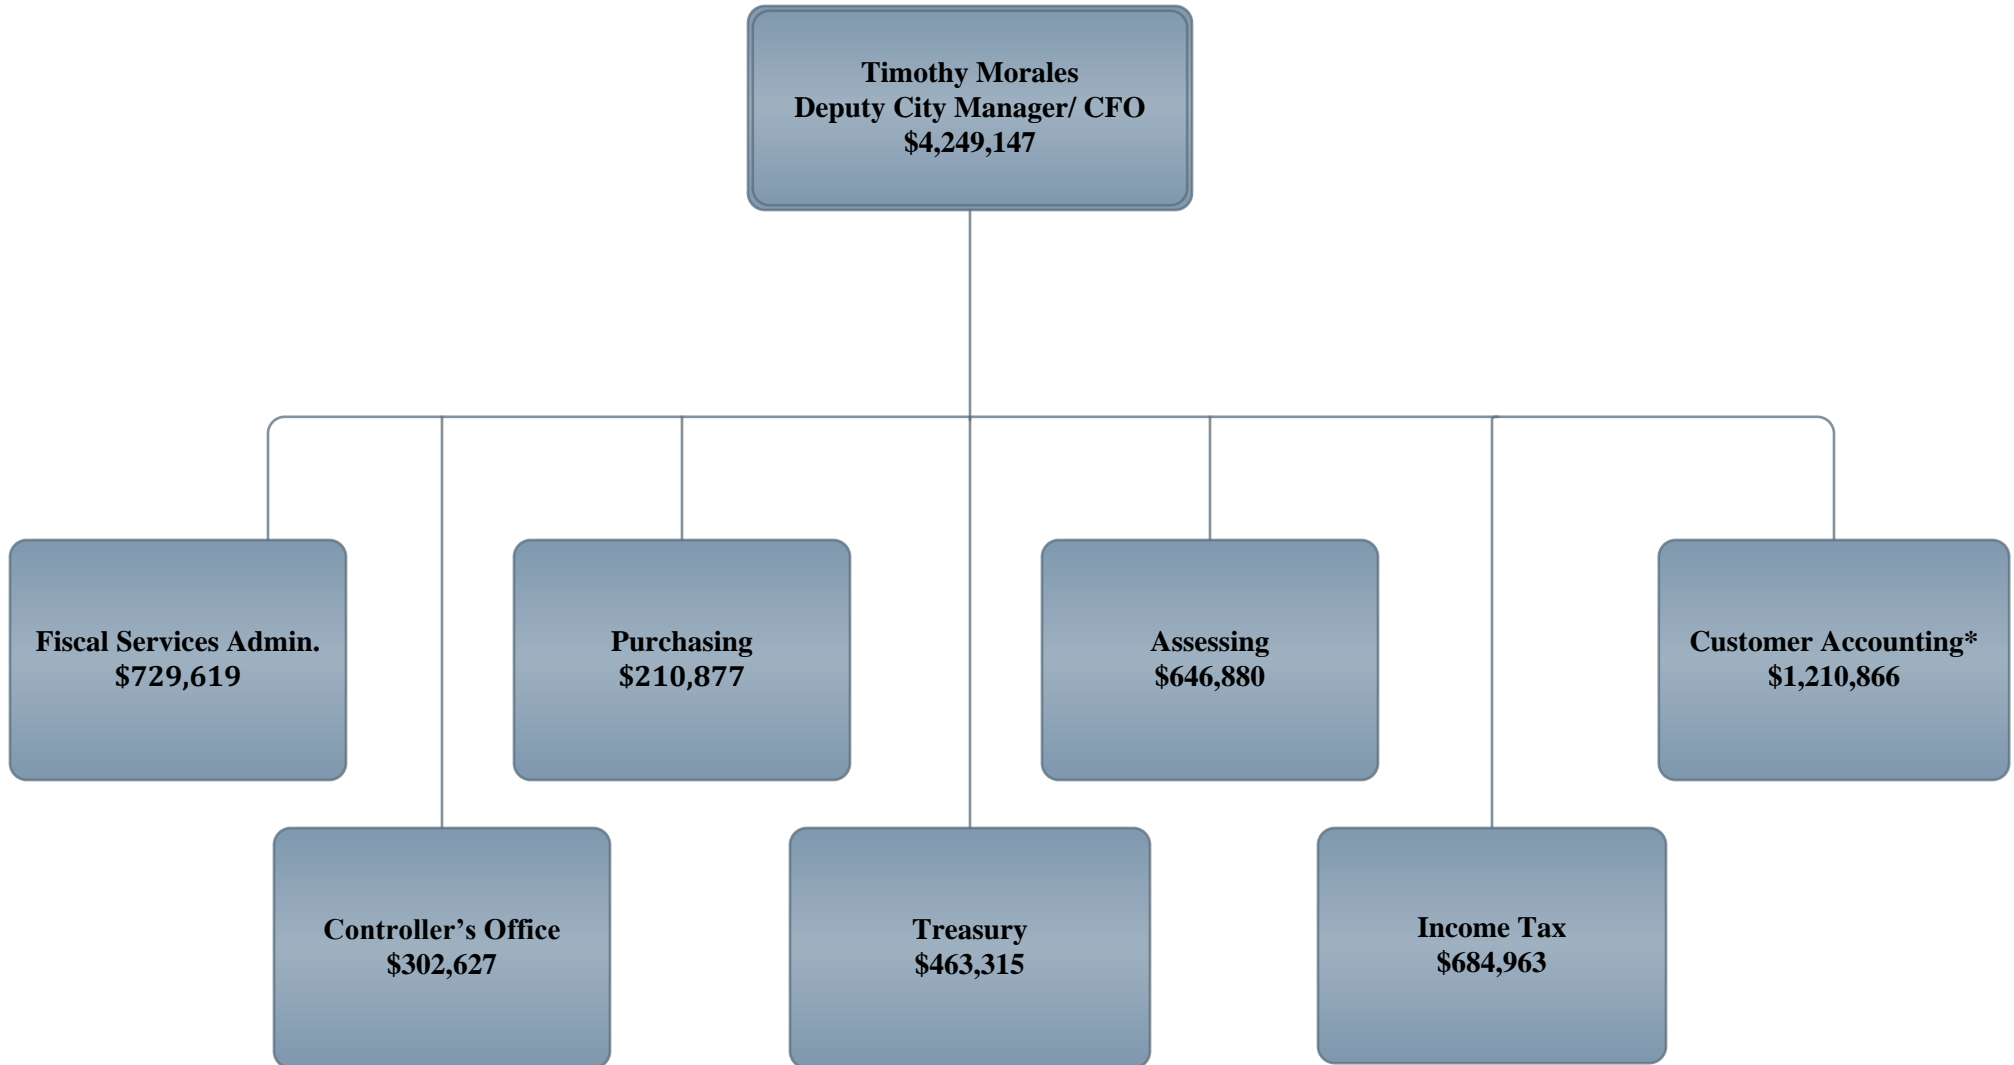 Timothy Morales
Deputy City Manager/ CFO
$4,249,147
Fiscal Services Admin.
$729,619
Purchasing
$210,877
Assessing
$646,880
Customer Accounting*
$1,210,866
Controller’s Office
$302,627
Treasury
$463,315
Income Tax
$684,963